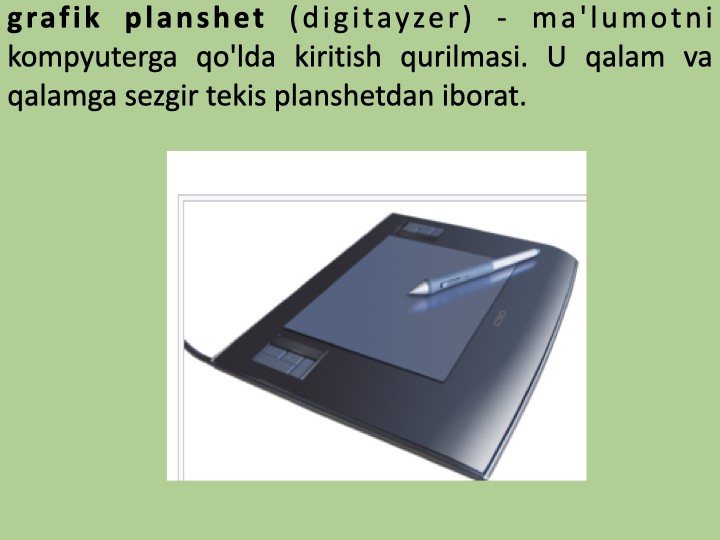 grafik planshet (digitayzer) - ma'lumotni
kompyuterga qo'lda kiritish qurilmasi. U qalam va
qalamga sezgir tekis planshetdan iborat.